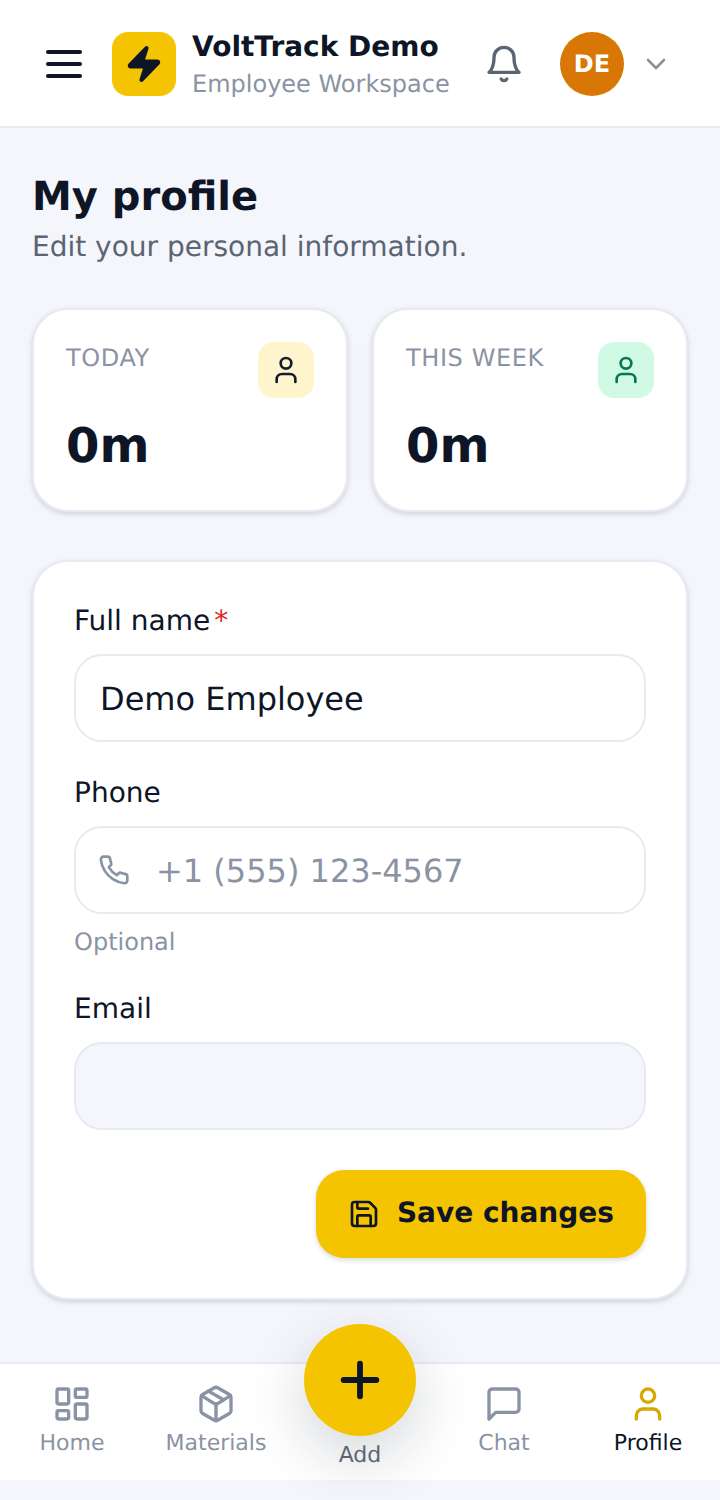 VoltTrack Demo
Employee Workspace
DE
My profile
Edit your personal information.
TODAY
0m
THIS WEEK
0m
Full name*
Demo Employee
Phone
+1 (555) 123-4567
Optional
Email
Save changes
Home
Materials
Add
Chat
Profile